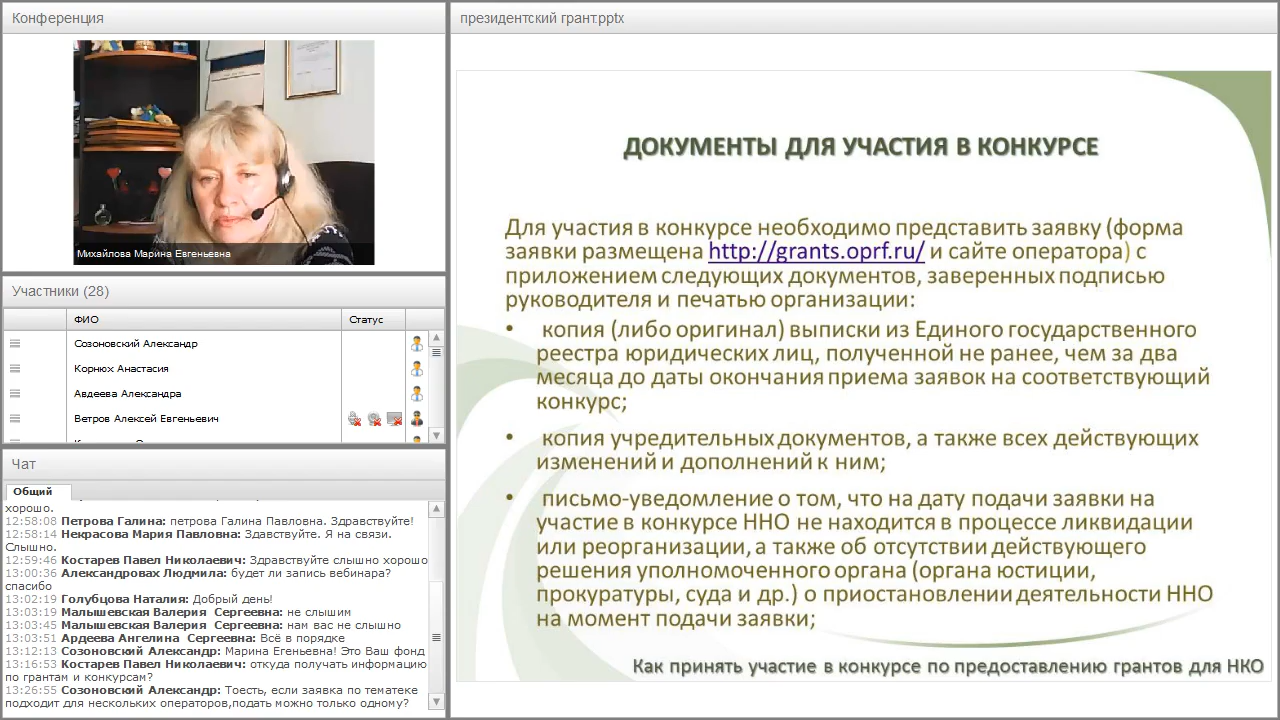 Конференция
Михайлова Марина Евгеньевна
Участники (28)
ФИО Статус
Созоновский Александр
Корнюх Анастасия
Авдеева Александра
Ветров Алексей Евгеньевич
Чат
Общий
хорошо.
12:58:08 Петрова Галина: петрова Галина Павловна. Здравствуйте!
12:58:14 Некрасова Мария Павловна: Здавствуйте. Я на связи.
Слышно.
12:59:46 Костарев Павел Николаевич: Здравствуйте слышно хорошо
13:00:36 Александровах Людмила: будет ли запись вебинара?
спасибо
13:02:19 Голубцова Наталия: Добрый день!
13:03:19 Малышевская Валерия Сергеевна: не слышим
13:03:45 Малышевская Валерия Сергеевна: нам вас не слышно
13:03:51 Ардеева Ангелина Сергеевна: Всё в порядке
13:12:13 Созоновский Александр: Марина Егеньевна! Это Ваш фонд
13:16:53 Костарев Павел Николаевич: откуда получать информацию
по грантам и конкурсам?
13:26:55 Созоновский Александр: Тоесть, если заявка по тематеке
подходит для нескольких операторов,подать можно только одному?
президентский грант.pptx
ДОКУМЕНТЫ ДЛЯ УЧАСТИЯ В КОНКУРСЕ
Для участия в конкурсе необходимо представить заявку (форма
заявки размещена http://grants.oprf.ru/ и сайте оператора) с
приложением следующих документов, заверенных подписью
руководителя и печатью организации:
• копия (либо оригинал) выписки из Единого государственного
реестра юридических лиц, полученной не ранее, чем за два
месяца до даты окончания приема заявок на соответствующий
конкурс;
• копия учредительных документов, а также всех действующих
изменений и дополнений к ним;
• письмо-уведомление о том, что на дату подачи заявки на
участие в конкурсе ННО не находится в процессе ликвидации
или реорганизации, а также об отсутствии действующего
решения уполномоченного органа (органа юстиции,
прокуратуры, суда и др.) о приостановлении деятельности ННО
на момент подачи заявки;
Как принять участие в конкурсе по предоставлению грантов для НКО